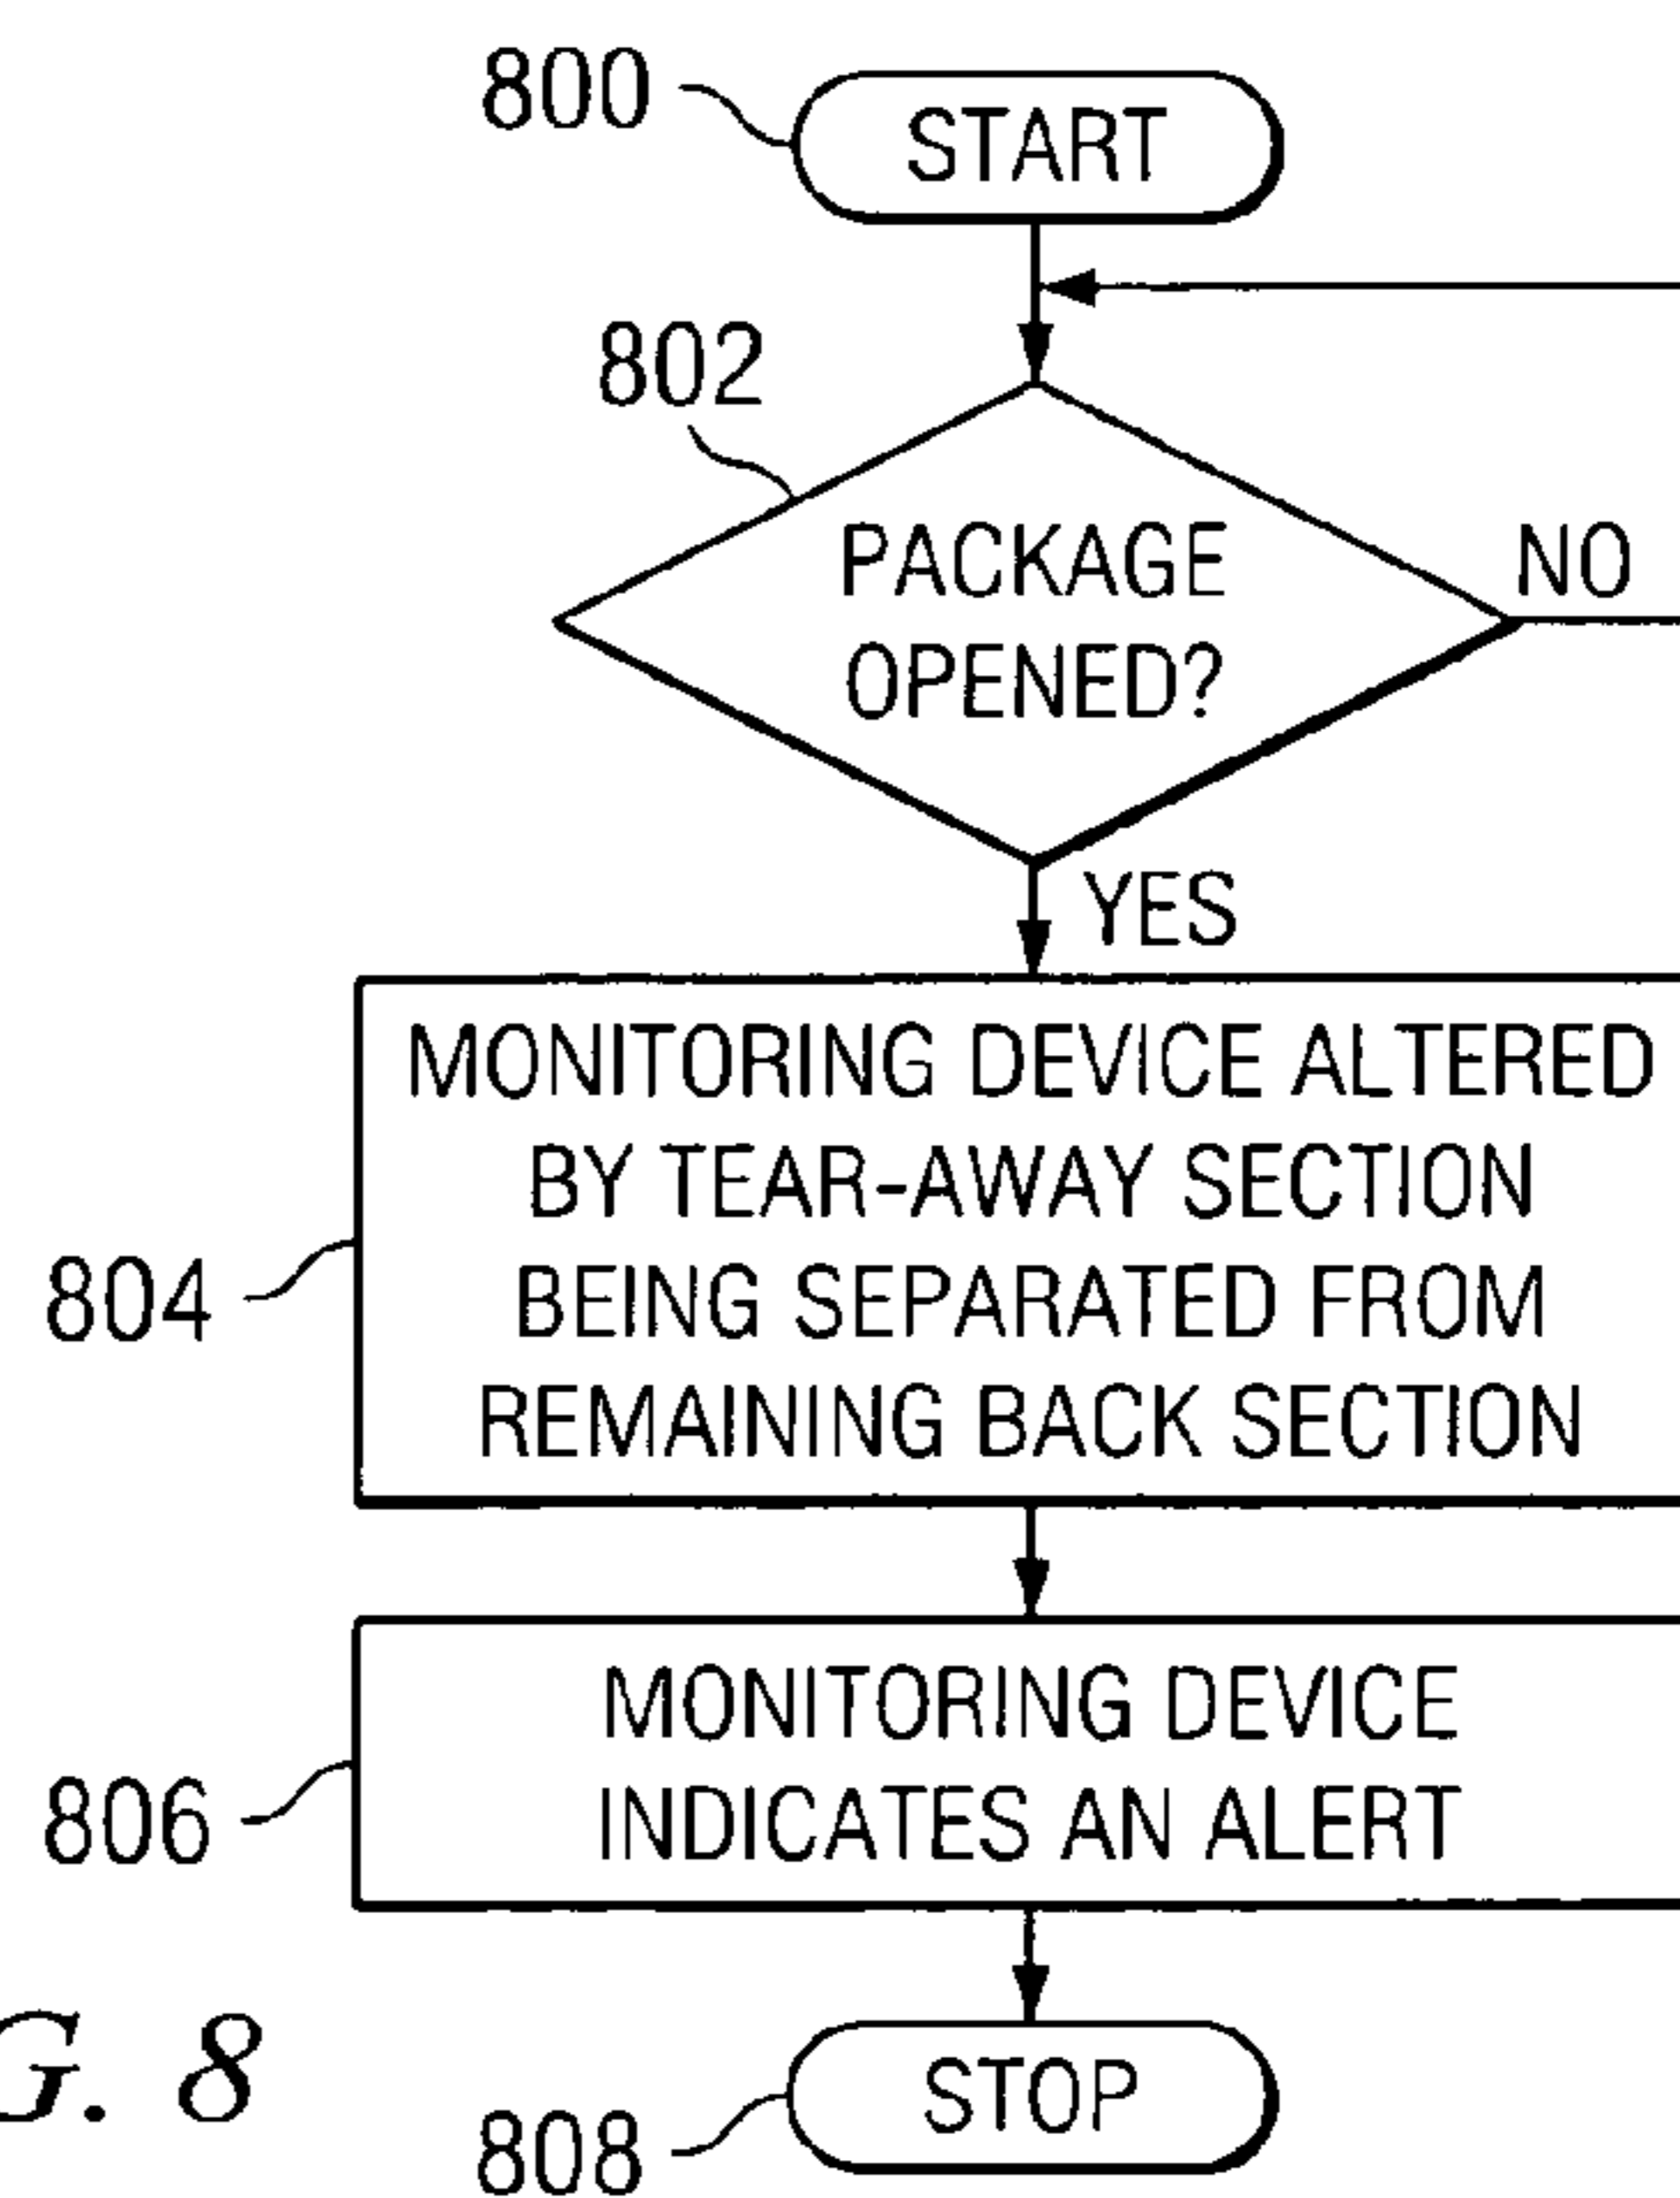 800
START
802
PACKAGE
OPENED?
NO
YES
MONITORING DEVICE ALTERED
BY TEAR-AWAY SECTION
BEING SEPARATED FROM
REMAINING BACK SECTION
804
MONITORING DEVICE
INDICATES AN ALERT
806
G. 8
STOP
808